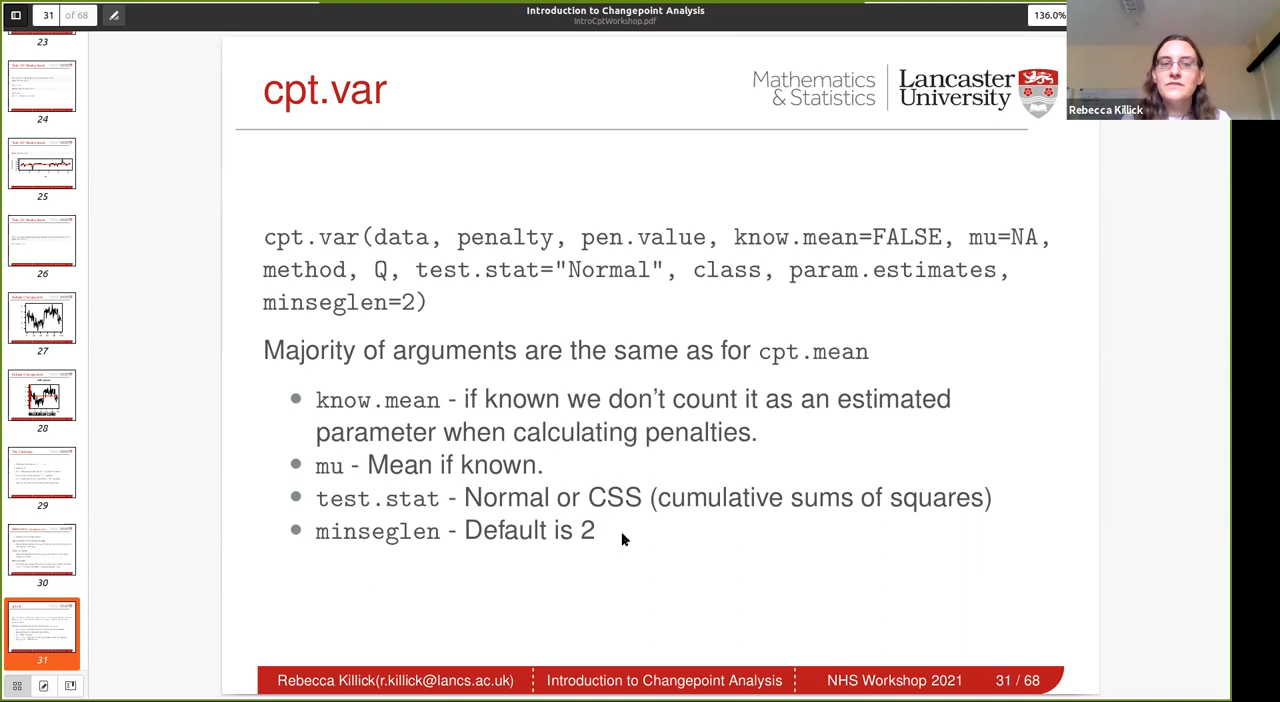 31 of 68
Introduction to Changepoint Analysis
IntroCptWorkshop.pdf
136.0%
Rebecca Killick
23
24
25
26
27
28
29
30
31
cpt.var
Mathematics & Statistics
Lancaster University
cpt.var(data, penalty, pen.value, know.mean=FALSE, mu=NA,
method, Q, test.stat="Normal", class, param.estimates,
minseglen=2)
Majority of arguments are the same as for cpt.mean
know.mean - if known we don't count it as an estimated
parameter when calculating penalties.
mu - Mean if known.
test.stat - Normal or CSS (cumulative sums of squares)
minseglen - Default is 2
Rebecca Killick(r.killick@lancs.ac.uk) Introduction to Changepoint Analysis NHS Workshop 2021 31 / 68